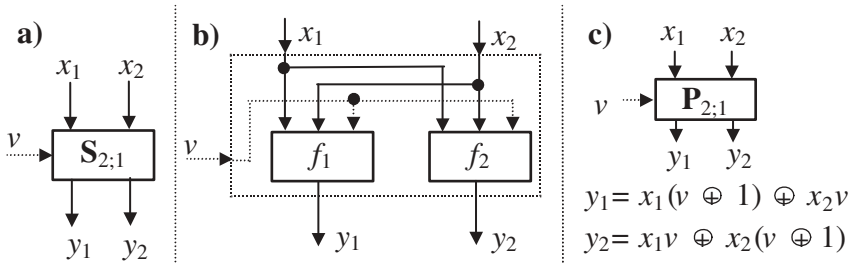 a)
x₁ x₂
v
S₂;₁
y₁ y₂
b)
x₁ x₂
v
f₁ f₂
y₁ y₂
c)
x₁ x₂
v
P₂;₁
y₁ y₂
y₁= x₁(v ⊕ 1) ⊕ x₂v
y₂= x₁v ⊕ x₂(v ⊕ 1)